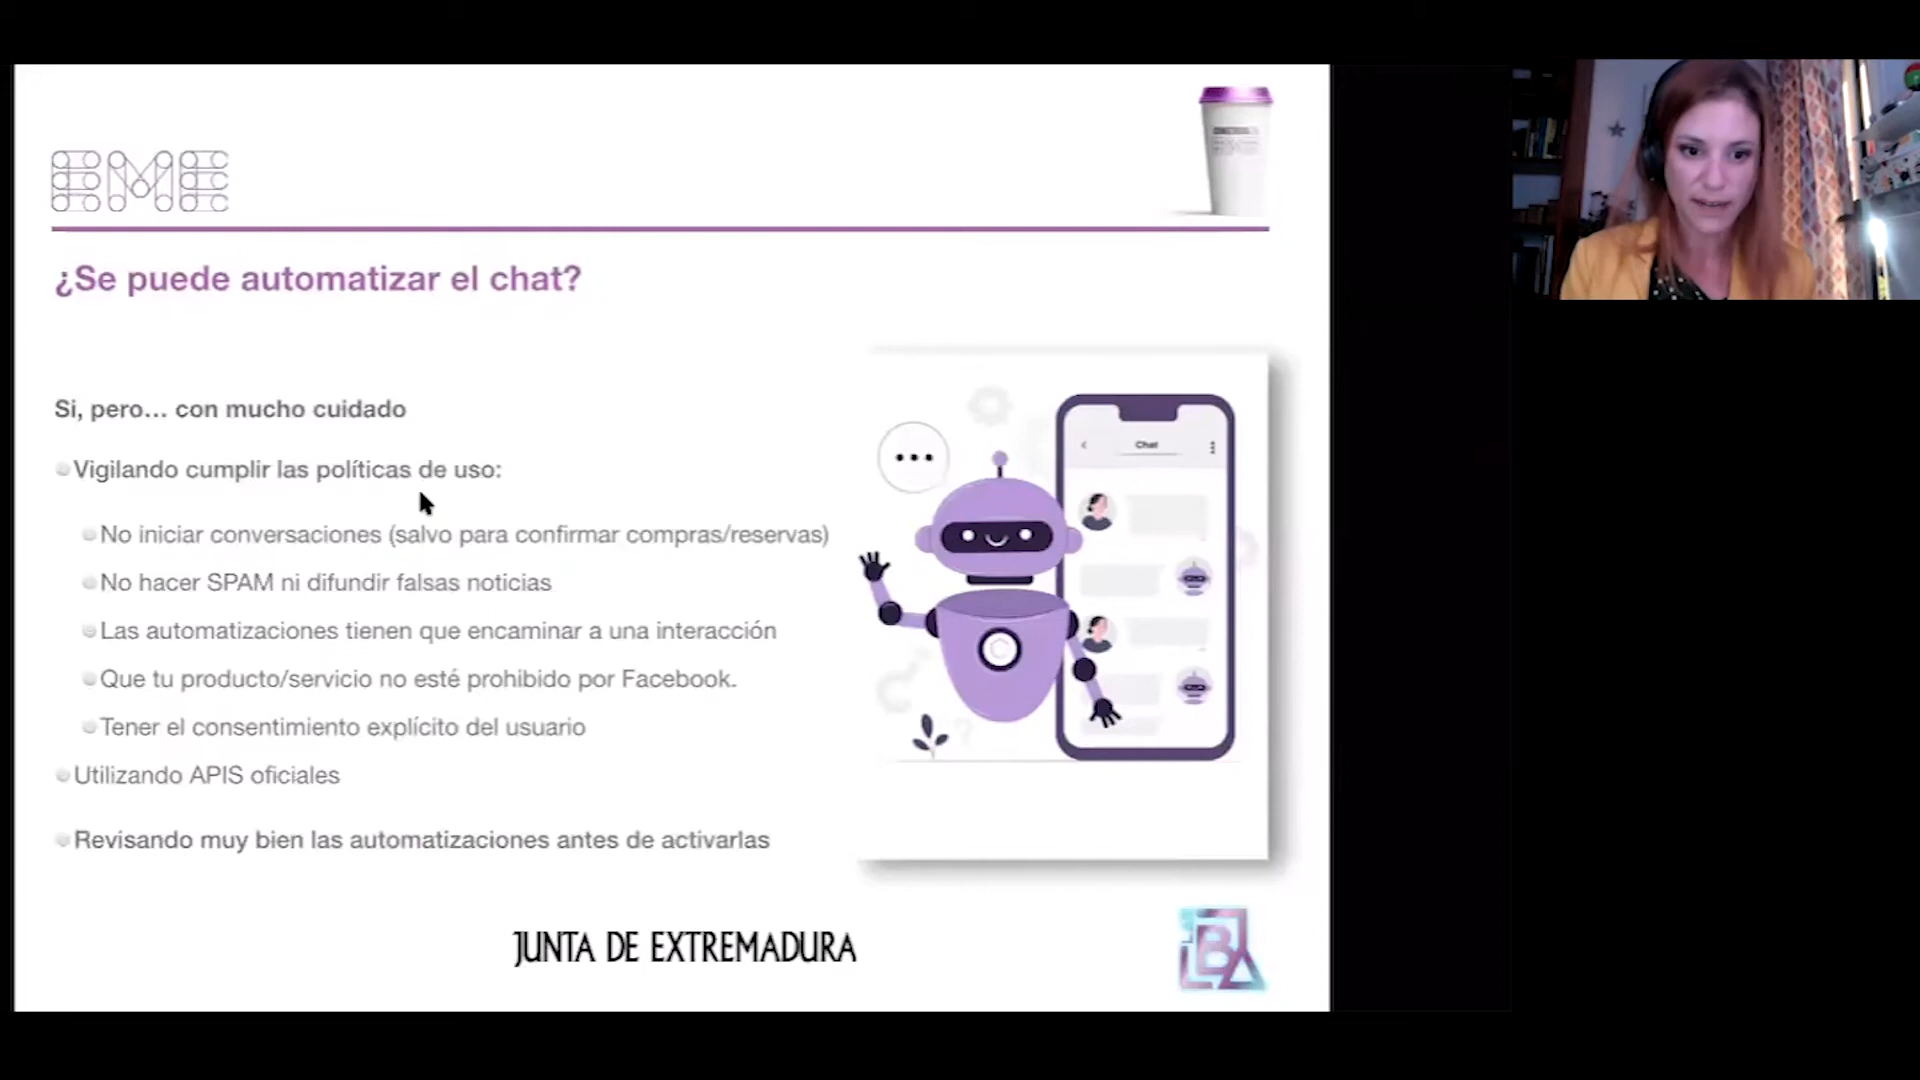 EME
¿Se puede automatizar el chat?
Si, pero... con mucho cuidado
Vigilando cumplir las políticas de uso:
No iniciar conversaciones (salvo para confirmar compras/reservas)
No hacer SPAM ni difundir falsas noticias
Las automatizaciones tienen que encaminar a una interacción
Que tu producto/servicio no esté prohibido por Facebook.
Tener el consentimiento explícito del usuario
Utilizando APIS oficiales
Revisando muy bien las automatizaciones antes de activarlas
Chat
JUNTA DE EXTREMADURA